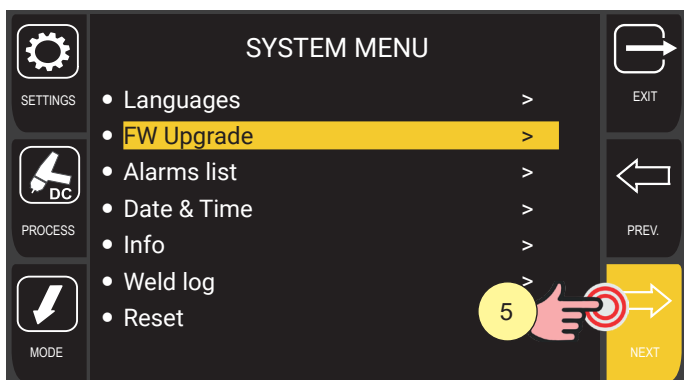 SYSTEM MENU
SETTINGS
EXIT
Languages >
FW Upgrade >
Alarms list >
DC
PROCESS
Date & Time >
PREV.
Info >
Weld log >
5
Reset
MODE
NEXT